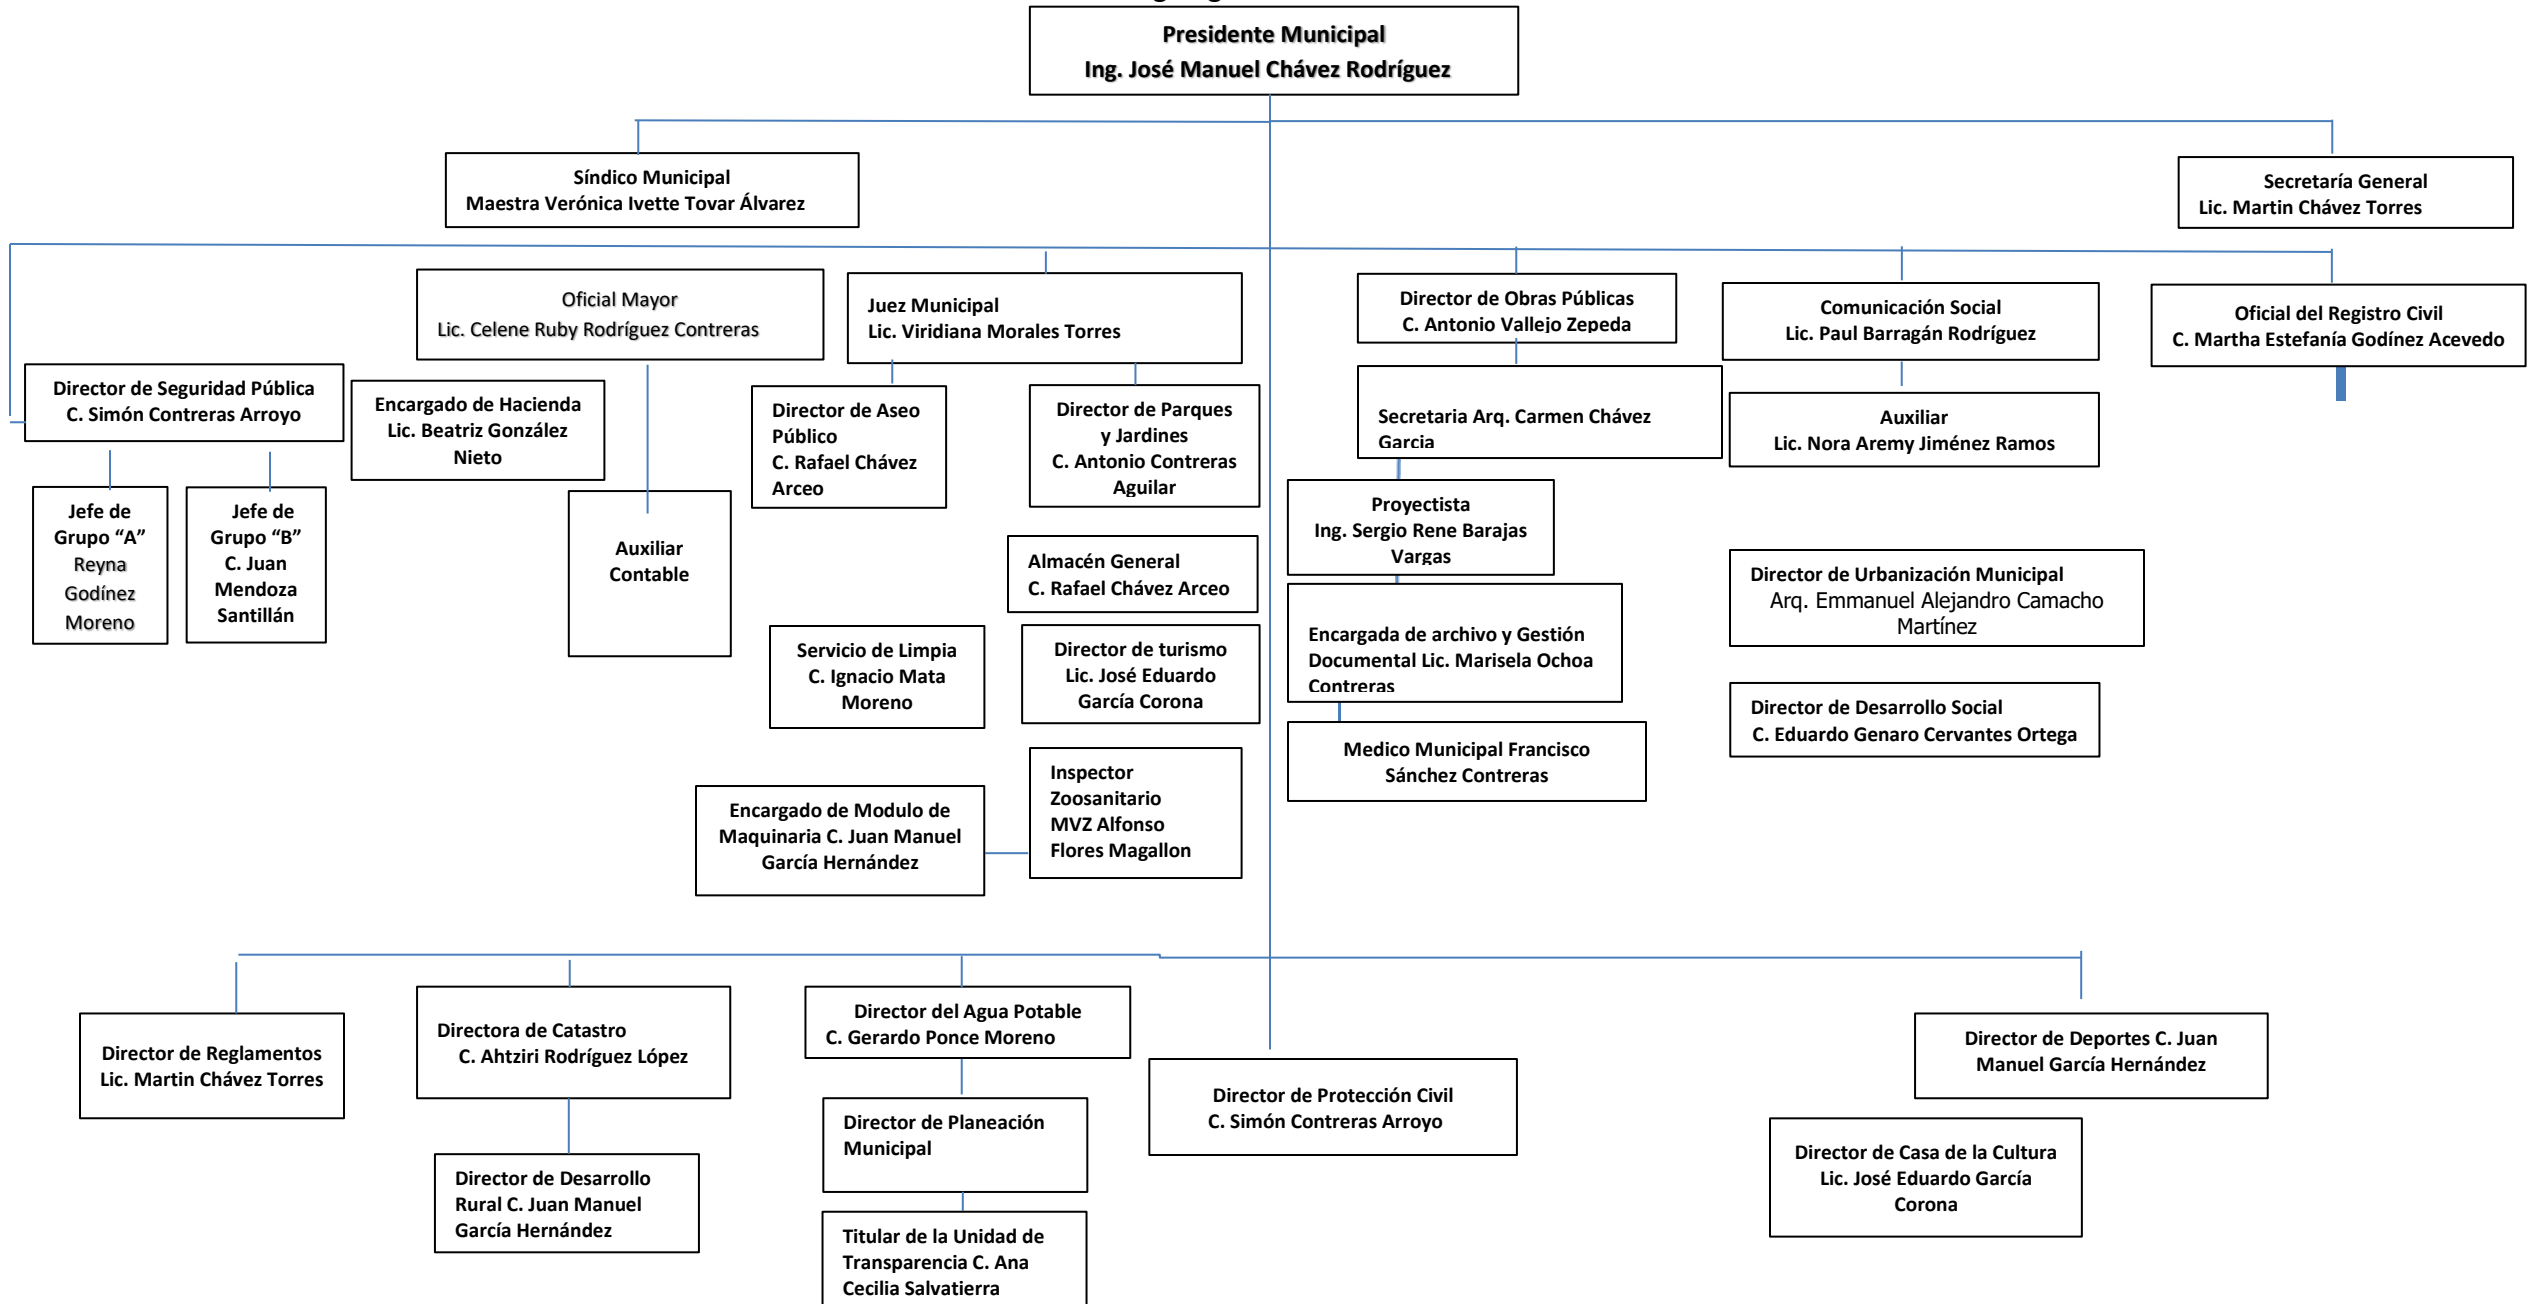 Presidente Municipal
Ing. José Manuel Chávez Rodríguez
Síndico Municipal
Maestra Verónica Ivette Tovar Álvarez
Secretaría General
Lic. Martin Chávez Torres
Oficial Mayor
Lic. Celene Ruby Rodríguez Contreras
Juez Municipal
Lic. Viridiana Morales Torres
Director de Obras Públicas
C. Antonio Vallejo Zepeda
Comunicación Social
Lic. Paul Barragán Rodríguez
Oficial del Registro Civil
C. Martha Estefanía Godínez Acevedo
Director de Seguridad Pública
C. Simón Contreras Arroyo
Encargado de Hacienda
Lic. Beatriz González
Nieto
Director de Aseo
Público
C. Rafael Chávez
Arceo
Director de Parques
y Jardines
C. Antonio Contreras
Aguilar
Secretaria Arq. Carmen Chávez
Garcia
Auxiliar
Lic. Nora Aremy Jiménez Ramos
Jefe de
Grupo “A”
Reyna
Godínez
Moreno
Jefe de
Grupo “B”
C. Juan
Mendoza
Santillán
Auxiliar
Contable
Proyectista
Ing. Sergio Rene Barajas
Vargas
Almacén General
C. Rafael Chávez Arceo
Director de Urbanización Municipal
Arq. Emmanuel Alejandro Camacho
Martínez
Servicio de Limpia
C. Ignacio Mata
Moreno
Director de turismo
Lic. José Eduardo
García Corona
Encargada de archivo y Gestión
Documental Lic. Marisela Ochoa
Contreras
Director de Desarrollo Social
C. Eduardo Genaro Cervantes Ortega
Medico Municipal Francisco
Sánchez Contreras
Encargado de Modulo de
Maquinaria C. Juan Manuel
García Hernández
Inspector
Zoosanitario
MVZ Alfonso
Flores Magallon
Director de Reglamentos
Lic. Martin Chávez Torres
Directora de Catastro
C. Ahtziri Rodríguez López
Director del Agua Potable
C. Gerardo Ponce Moreno
Director de Protección Civil
C. Simón Contreras Arroyo
Director de Deportes C. Juan
Manuel García Hernández
Director de Desarrollo
Rural C. Juan Manuel
García Hernández
Director de Planeación
Municipal
Director de Casa de la Cultura
Lic. José Eduardo García
Corona
Titular de la Unidad de
Transparencia C. Ana
Cecilia Salvatierra